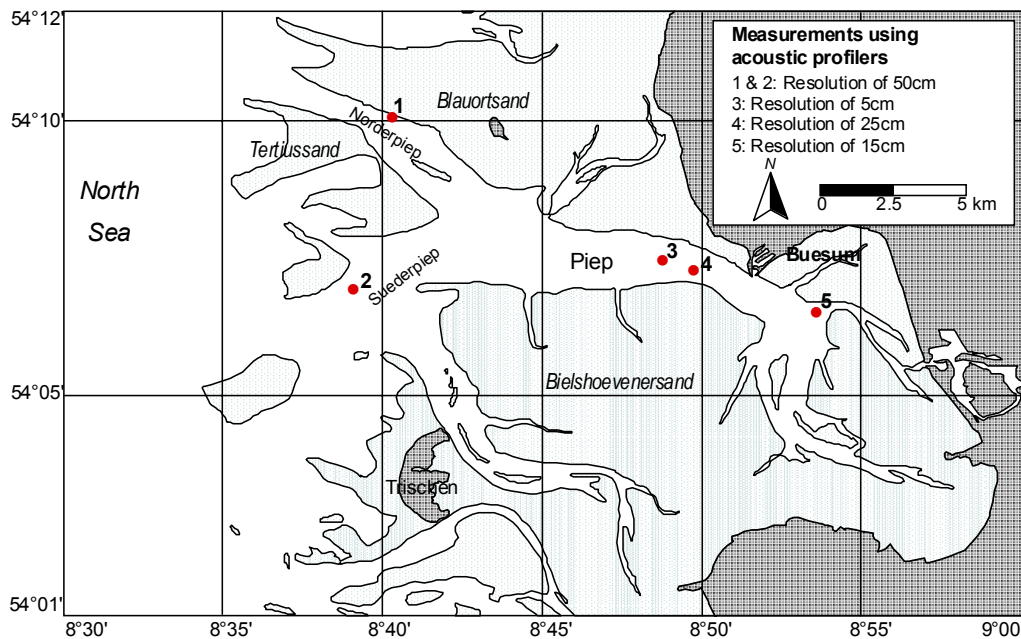 54°12'
Measurements using
acoustic profilers
1 & 2: Resolution of 50cm
3: Resolution of 5cm
4: Resolution of 25cm
5: Resolution of 15cm
N
0 2.5 5 km
1
Blauortsand
54°10'
Norderpiep
Tertiussand
North
Sea
Buesum
3
Piep
4
2
Suederpiep
5
Bielshoevenersand
54°05'
Trischen
54°01'
8°30' 8°35' 8°40' 8°45' 8°50' 8°55' 9°00